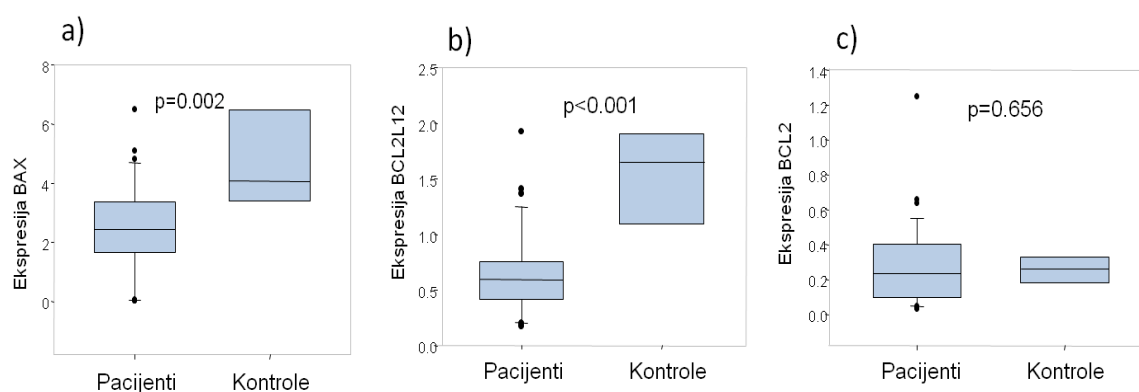 a)
Ekspresija BAX
8
6
4
2
0
p=0.002
Pacijenti Kontrole
b)
Ekspresija BCL2L12
2.5
2.0
1.5
1.0
0.5
0.0
p<0.001
Pacijenti Kontrole
c)
Ekspresija BCL2
1.4
1.2
1.0
0.8
0.6
0.4
0.2
0.0
p=0.656
Pacijenti Kontrole